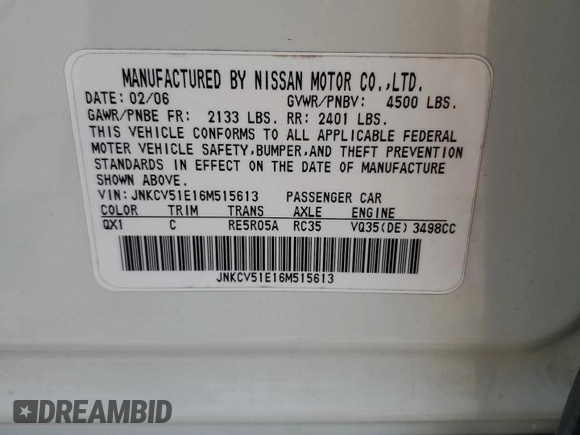 MANUFACTURED BY NISSAN MOTOR CO.,LTD.
DATE: 02/06 GVWR/PNBV: 4500 LBS.
GAWR/PNBE FR: 2133 LBS. RR: 2401 LBS.
THIS VEHICLE CONFORMS TO ALL APPLICABLE FEDERAL
MOTER VEHICLE SAFETY,BUMPER,AND THEFT PREVENTION
STANDARDS IN EFFECT ON THE DATE OF MANUFACTURE
SHOWN ABOVE.
VIN: JNKCV51E16M515613 PASSENGER CAR
COLOR TRIM TRANS AXLE ENGINE
QX1 C RE5R05A RC35 VQ35(DE) 3498CC
JNKCV51E16M515613
DREAMBID